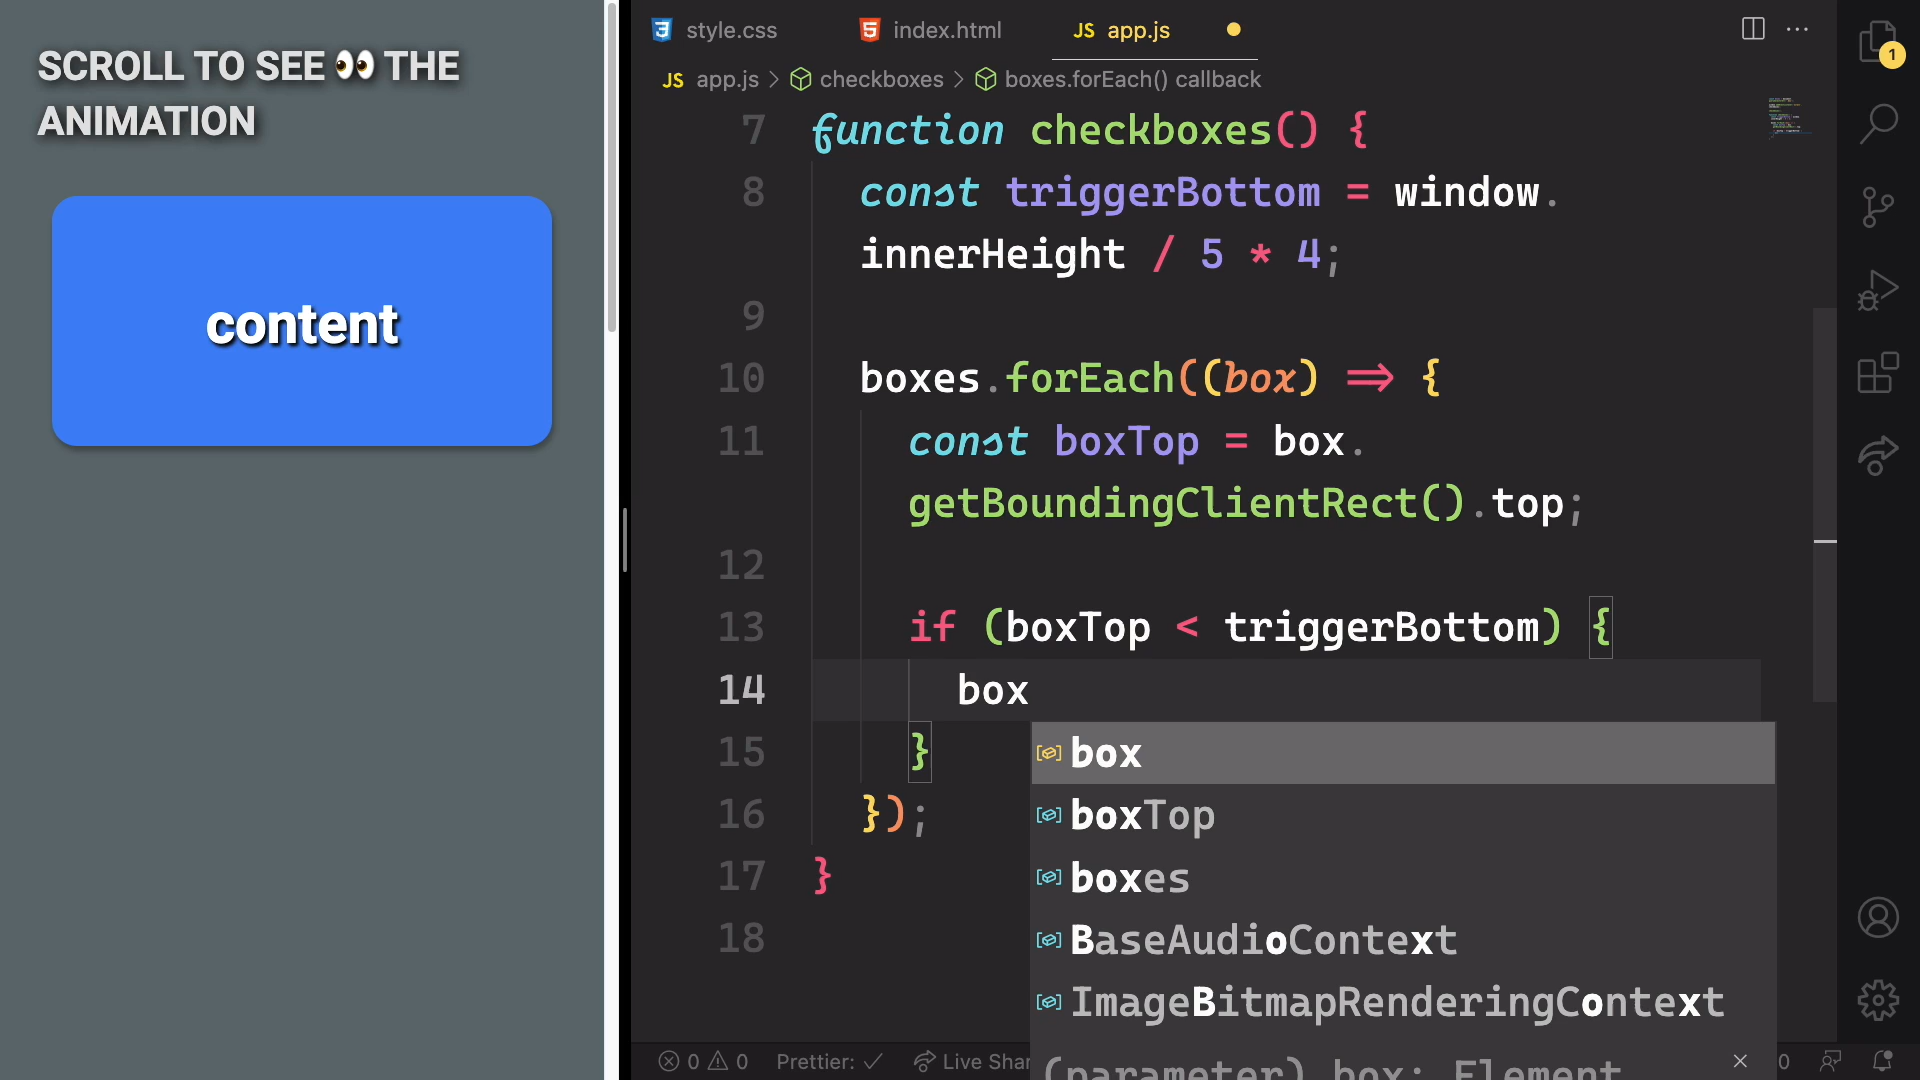 SCROLL TO SEE 👀 THE
ANIMATION
content
style.css
index.html
JS app.js
JS app.js > checkboxes > boxes.forEach() callback
7 function checkboxes() {
8 const triggerBottom = window.
innerHeight / 5 * 4;
9
10 boxes.forEach((box) => {
11 const boxTop = box.
getBoundingClientRect().top;
12
13 if (boxTop < triggerBottom) {
14 box
15 }
16 });
17 }
18
box
boxTop
boxes
BaseAudioContext
ImageBitmapRenderingContext
(parameter) box: Element
0 0 Prettier: ✓ Live Shar
0
1